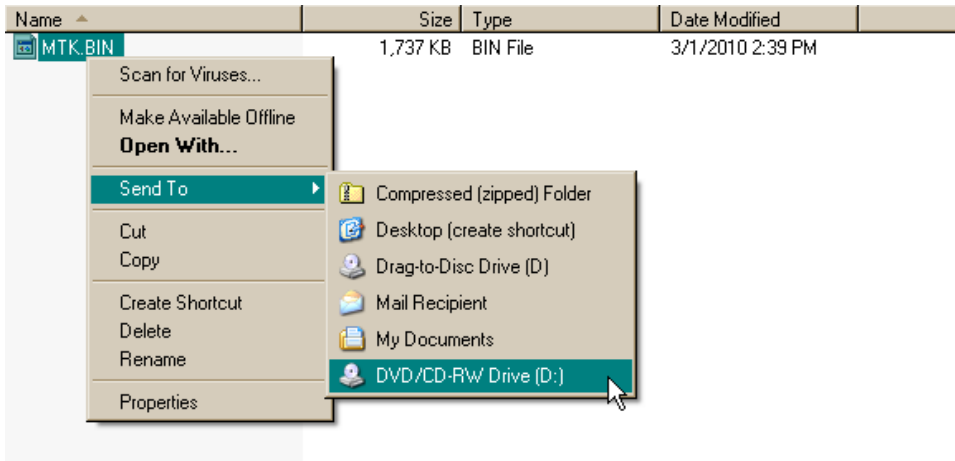 Name Size Type Date Modified
MTK.BIN 1,737 KB BIN File 3/1/2010 2:39 PM
Scan for Viruses...
Make Available Offline
Open With...
Send To
Cut
Copy
Create Shortcut
Delete
Rename
Properties
Compressed (zipped) Folder
Desktop (create shortcut)
Drag-to-Disc Drive (D)
Mail Recipient
My Documents
DVD/CD-RW Drive (D:)